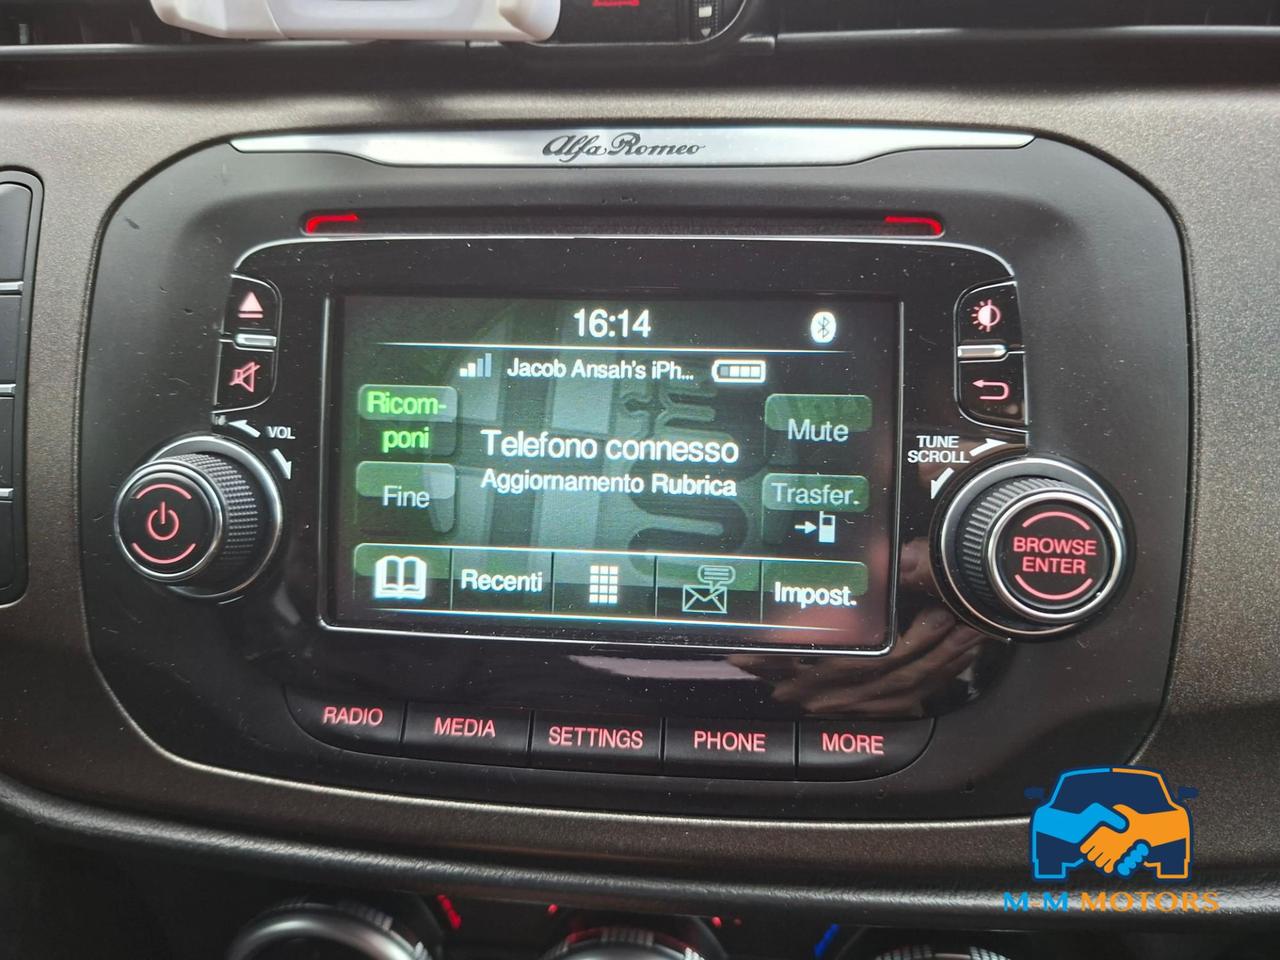 Alfa Romeo
16:14
Jacob Ansah's iPh...
Ricom-
poni
Mute
Telefono connesso
Aggiornamento Rubrica
Fine
Trasfer.
Recenti
Impost.
VOL
TUNE
SCROLL
BROWSE
ENTER
RADIO
MEDIA
SETTINGS
PHONE
MORE
M-M MOTORS